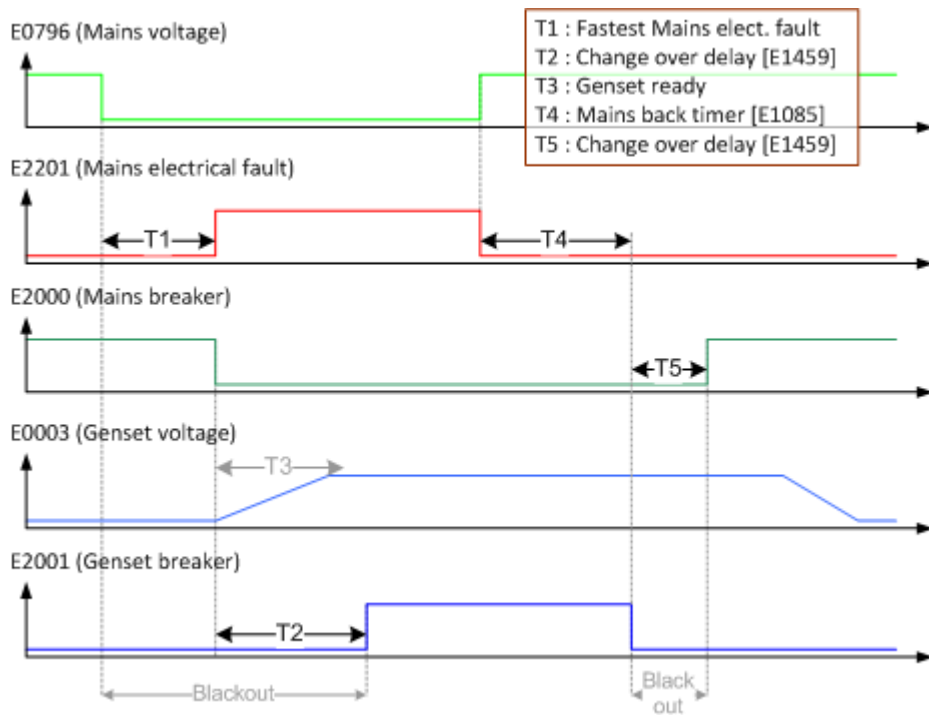 E0796 (Mains voltage)
T1 : Fastest Mains elect. fault
T2 : Change over delay [E1459]
T3 : Genset ready
T4 : Mains back timer [E1085]
T5 : Change over delay [E1459]
E2201 (Mains electrical fault)
T1
T4
E2000 (Mains breaker)
T5
E0003 (Genset voltage)
T3
E2001 (Genset breaker)
T2
Blackout
Black
out